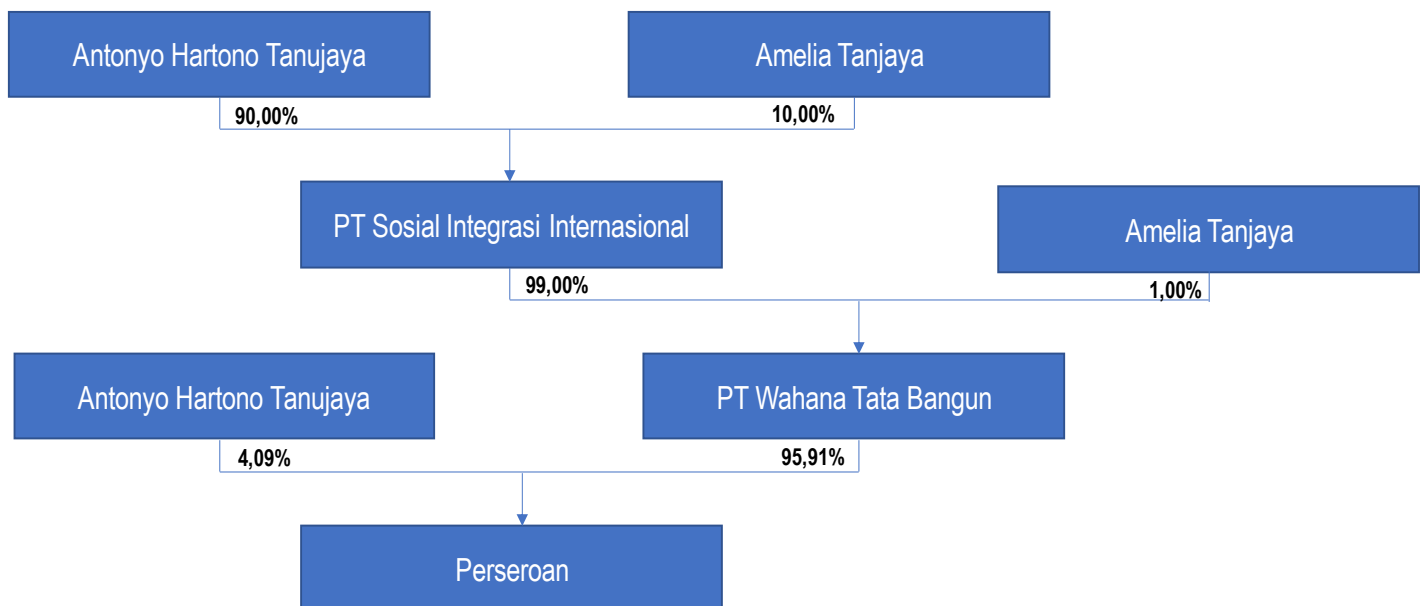 Antonyo Hartono Tanujaya
Amelia Tanjaya
90,00%
10,00%
PT Sosial Integrasi Internasional
Amelia Tanjaya
99,00%
1,00%
Antonyo Hartono Tanujaya
PT Wahana Tata Bangun
4,09%
95,91%
Perseroan